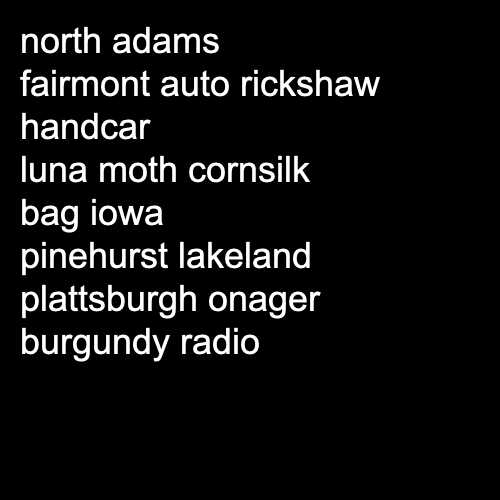 north adams
fairmont auto rickshaw
handcar
luna moth cornsilk
bag iowa
pinehurst lakeland
plattsburgh onager
burgundy radio